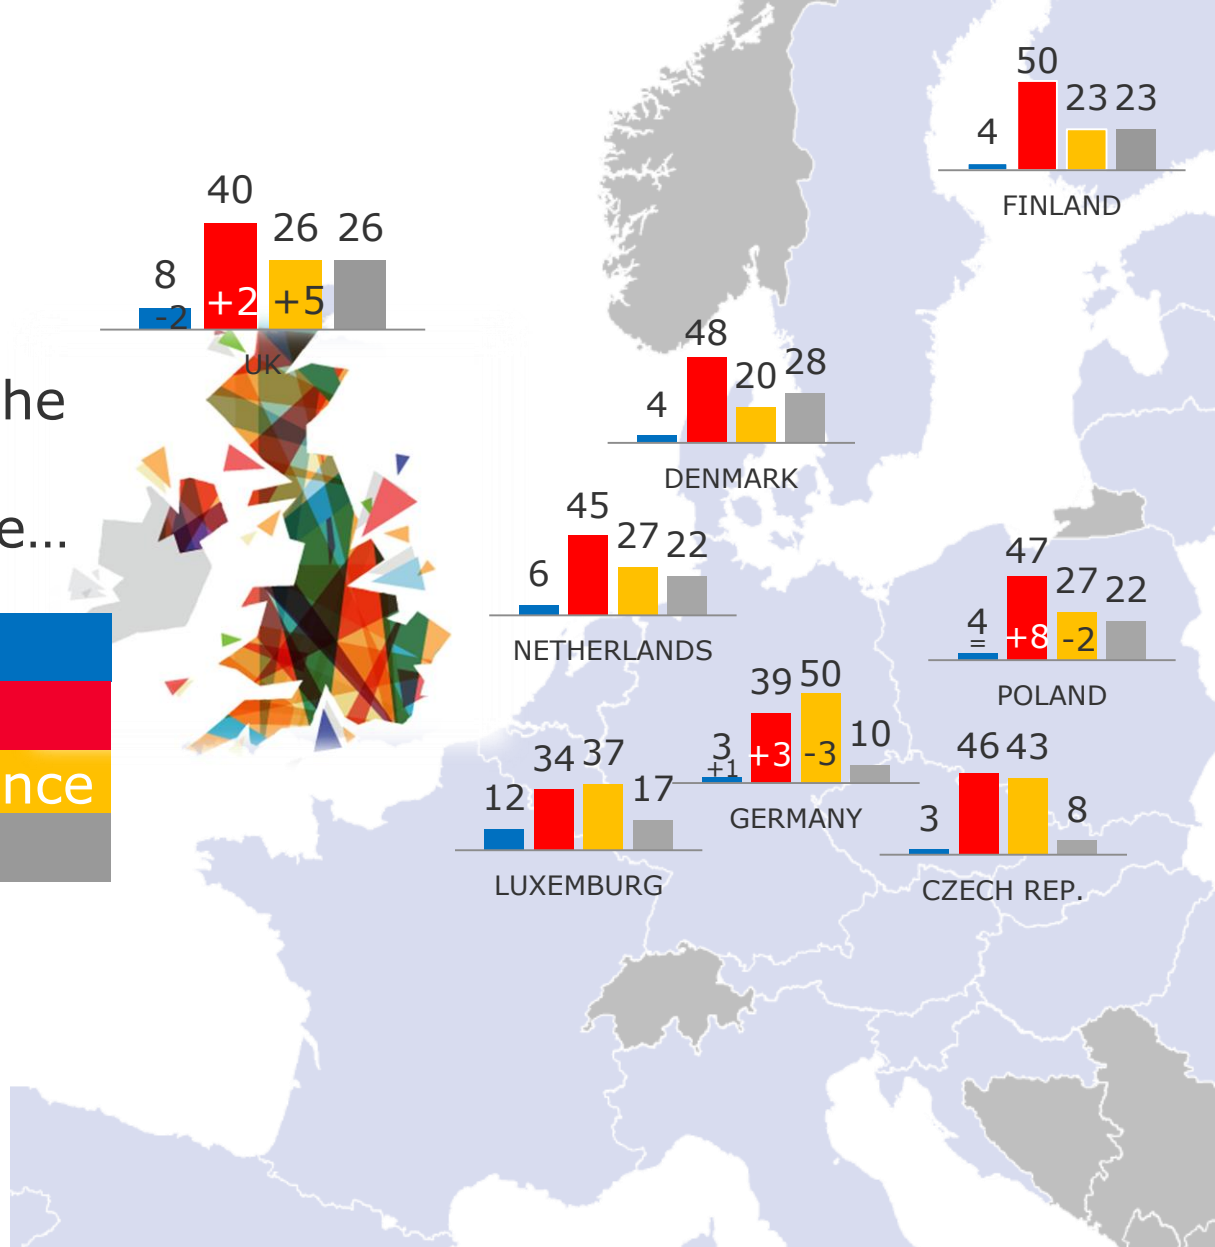 50
23 23
4
FINLAND
40
26 26
8
-2 +2 +5
UK
he
e...
nce
48
20 28
4
DENMARK
45
27 22
6
NETHERLANDS
47
27 22
4
= +8 -2
POLAND
39 50
3 10
+1 +3 -3
GERMANY
34 37
12 17
LUXEMBURG
46 43
3 8
CZECH REP.